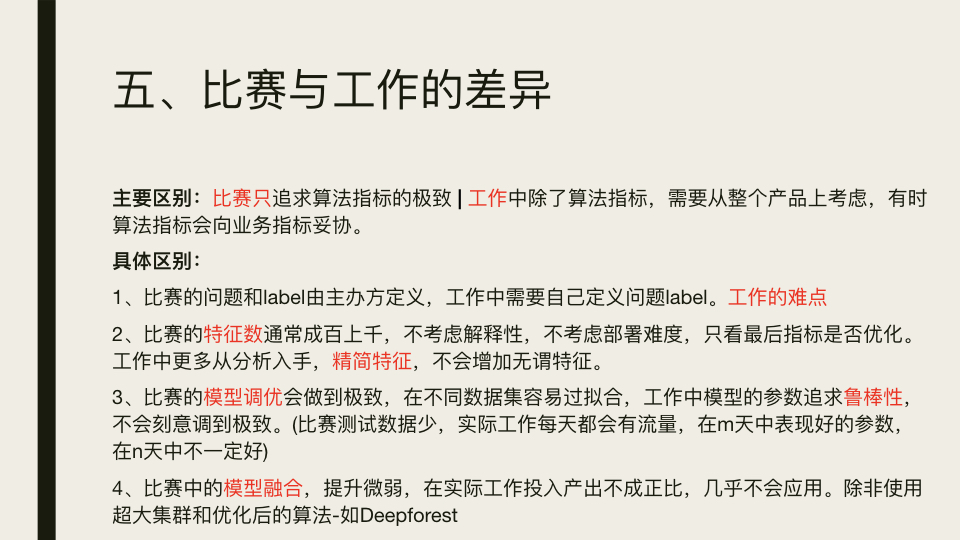 五、比赛与工作的差异
主要区别：比赛只追求算法指标的极致 | 工作中除了算法指标，需要从整个产品上考虑，有时
算法指标会向业务指标妥协。
具体区别：
1、比赛的问题和label由主办方定义，工作中需要自己定义问题label。工作的难点
2、比赛的特征数通常成百上千，不考虑解释性，不考虑部署难度，只看最后指标是否优化。
工作中更多从分析入手，精简特征，不会增加无谓特征。
3、比赛的模型调优会做到极致，在不同数据集容易过拟合，工作中模型的参数追求鲁棒性，
不会刻意调到极致。(比赛测试数据少，实际工作每天都会有流量，在m天中表现好的参数，
在n天中不一定好)
4、比赛中的模型融合，提升微弱，在实际工作投入产出不成正比，几乎不会应用。除非使用
超大集群和优化后的算法-如Deepforest